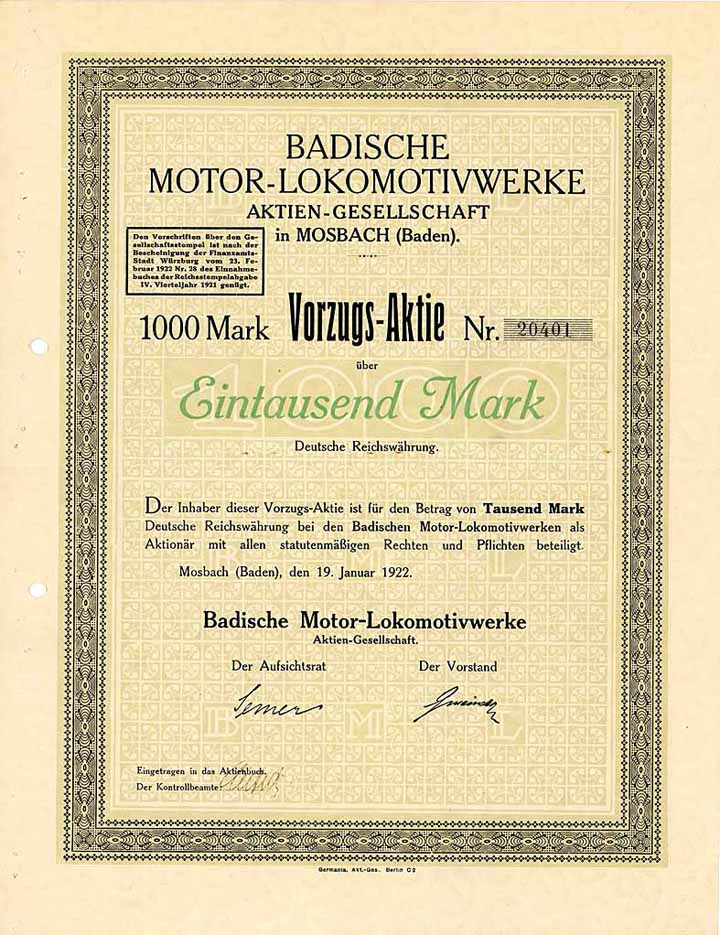 BADISCHE
MOTOR-LOKOMOTIVWERKE
AKTIEN-GESELLSCHAFT
in MOSBACH (Baden).
Den Vorschriften über den Ge-
sellschaftsstempel ist nach der
Bescheinigung der Finanzamts-
Stadt Würzburg vom 23. Fe-
bruar 1922 Nr. 28 des Einnahme-
buches der Reichsstempelabgabe
IV. Vierteljahr 1921 genügt.
1000 Mark Vorzugs-Aktie Nr. 20401
über
1000
Eintausend Mark
Deutsche Reichswährung.
Der Inhaber dieser Vorzugs-Aktie ist für den Betrag von Tausend Mark
Deutsche Reichswährung bei den Badischen Motor-Lokomotivwerken als
Aktionär mit allen statutenmäßigen Rechten und Pflichten beteiligt.
Mosbach (Baden), den 19. Januar 1922.
Badische Motor-Lokomotivwerke
Aktien-Gesellschaft.
Der Aufsichtsrat Der Vorstand
B M L
Eingetragen in das Aktienbuch.
Der Kontrollbeamte:
Germania, Akt.-Ges., Berlin C2